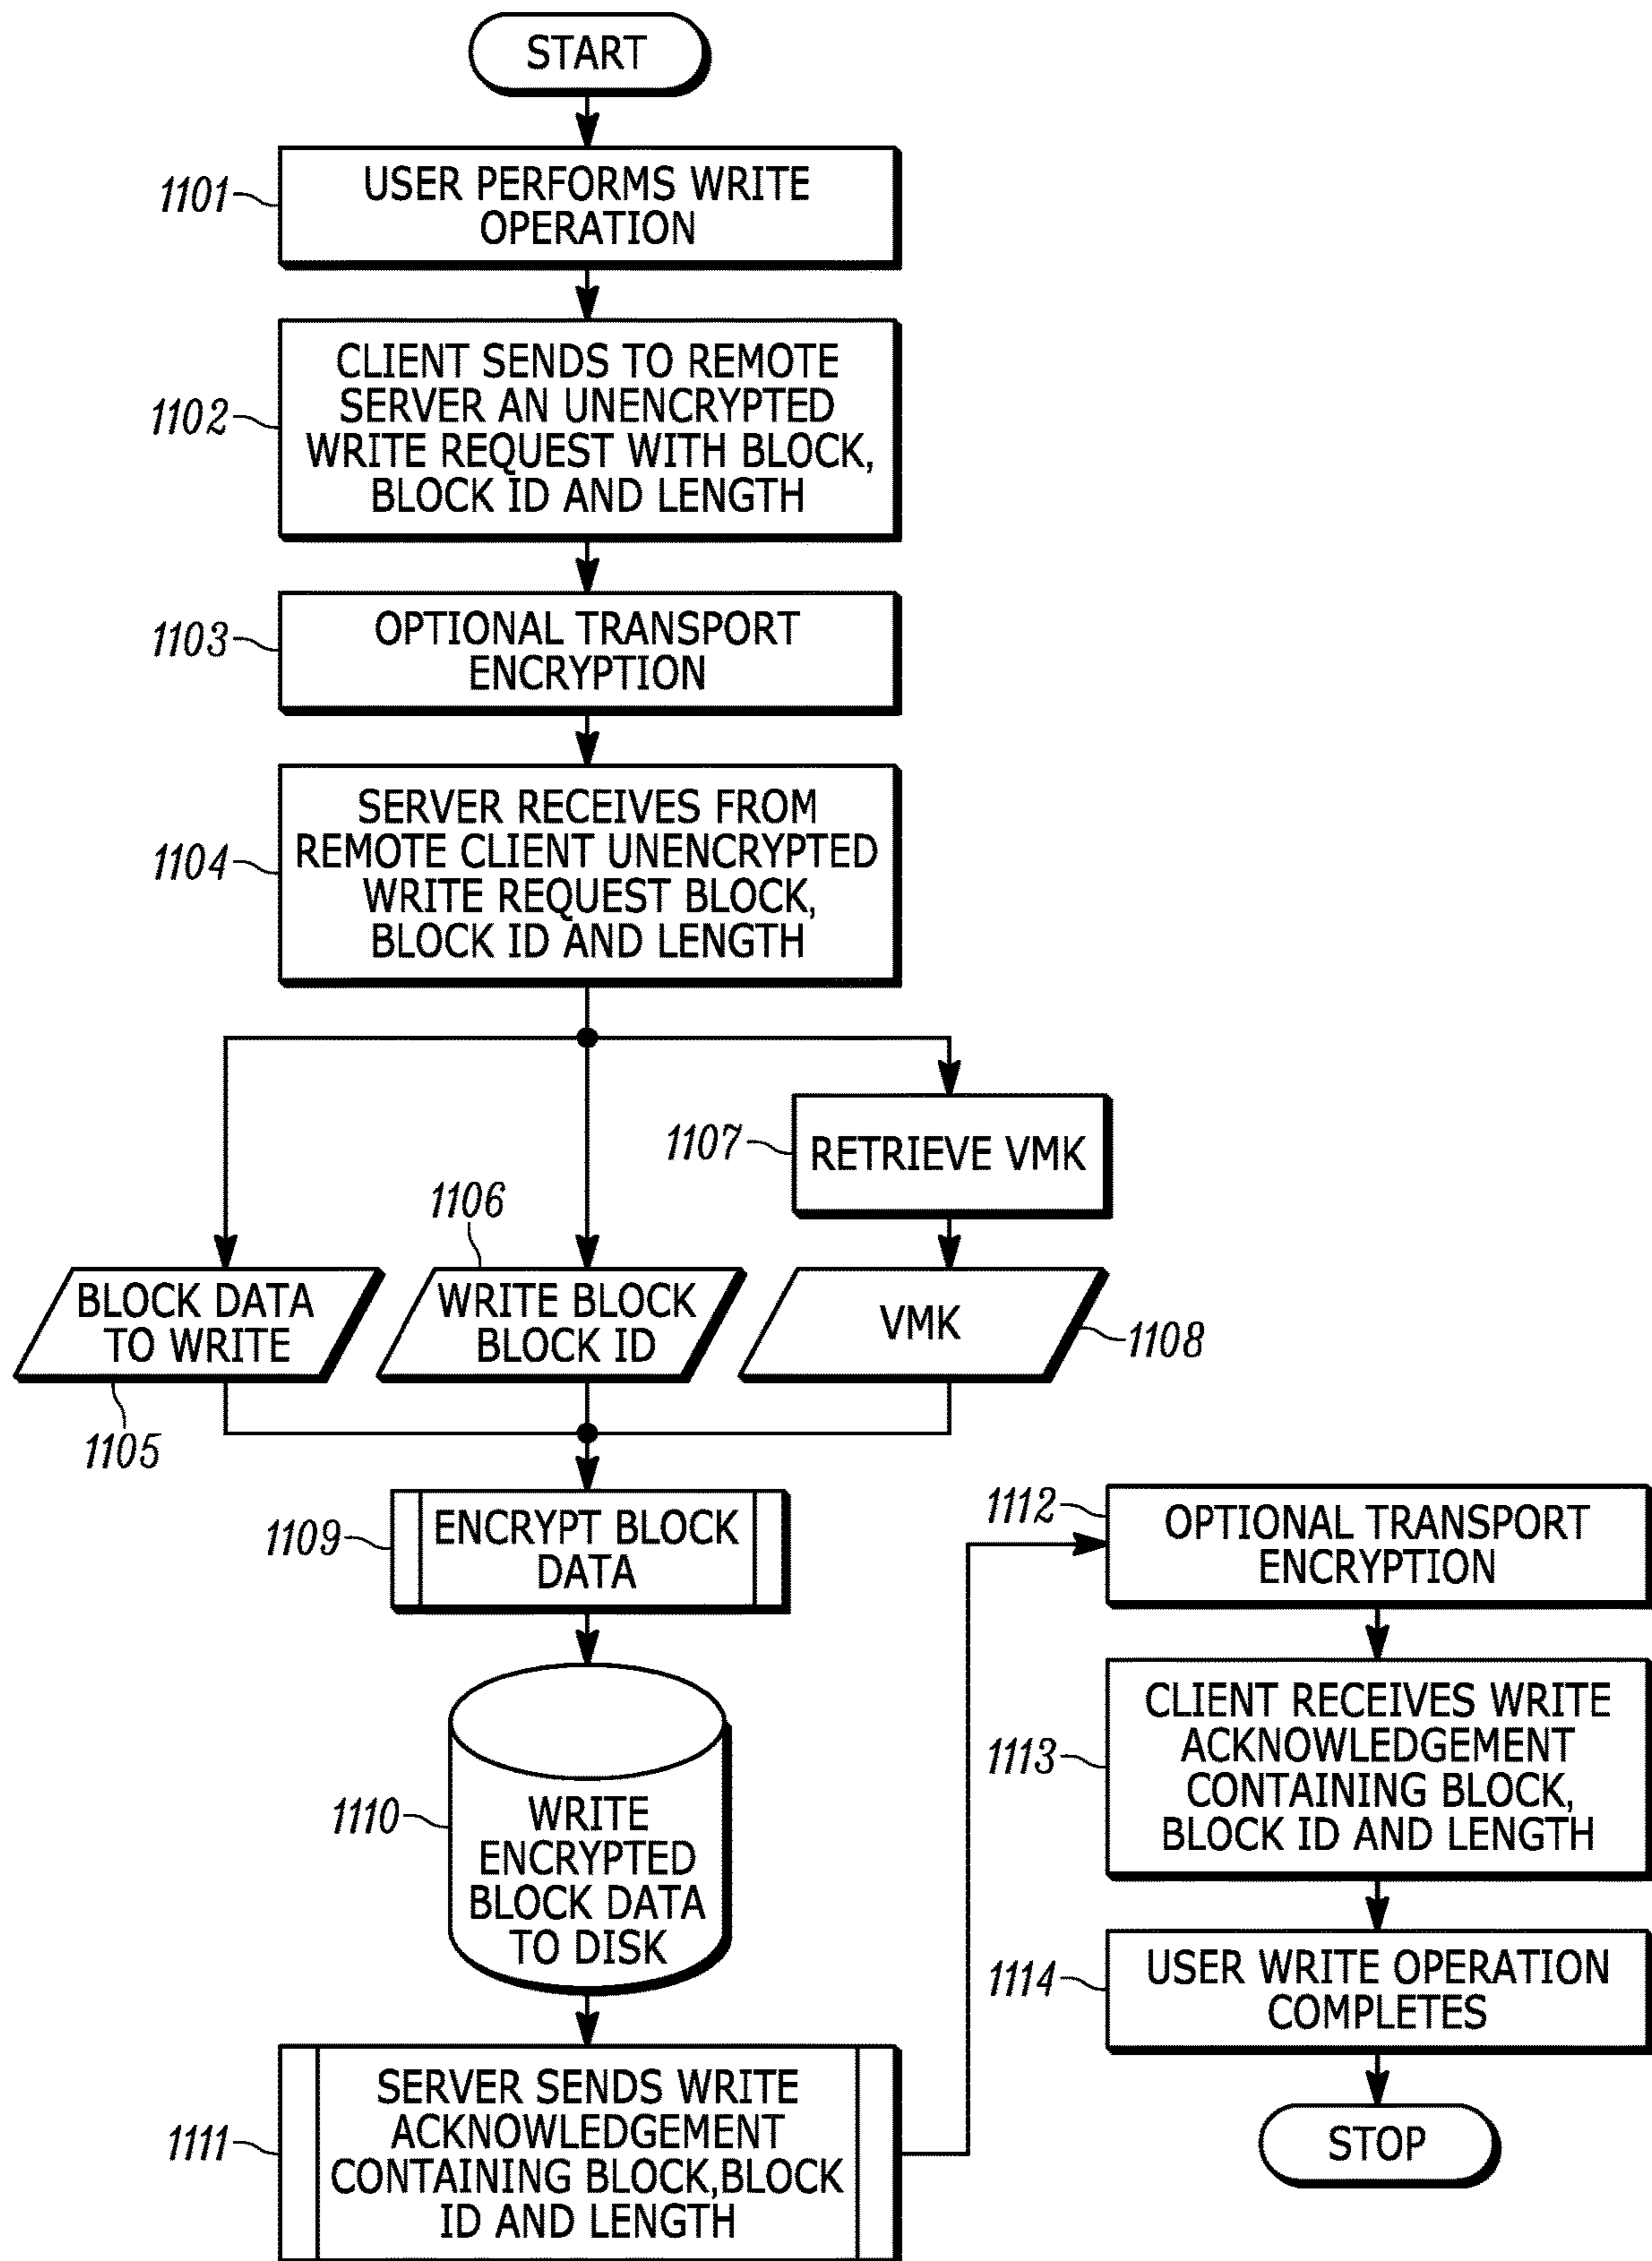 START
1101
USER PERFORMS WRITE
OPERATION
1102
CLIENT SENDS TO REMOTE
SERVER AN UNENCRYPTED
WRITE REQUEST WITH BLOCK,
BLOCK ID AND LENGTH
1103
OPTIONAL TRANSPORT
ENCRYPTION
1104
SERVER RECEIVES FROM
REMOTE CLIENT UNENCRYPTED
WRITE REQUEST BLOCK,
BLOCK ID AND LENGTH
1107
RETRIEVE VMK
1106
BLOCK DATA
TO WRITE
1105
WRITE BLOCK
BLOCK ID
VMK
1108
1109
ENCRYPT BLOCK
DATA
1110
WRITE
ENCRYPTED
BLOCK DATA
TO DISK
1111
SERVER SENDS WRITE
ACKNOWLEDGEMENT
CONTAINING BLOCK,BLOCK
ID AND LENGTH
1112
OPTIONAL TRANSPORT
ENCRYPTION
1113
CLIENT RECEIVES WRITE
ACKNOWLEDGEMENT
CONTAINING BLOCK,
BLOCK ID AND LENGTH
1114
USER WRITE OPERATION
COMPLETES
STOP